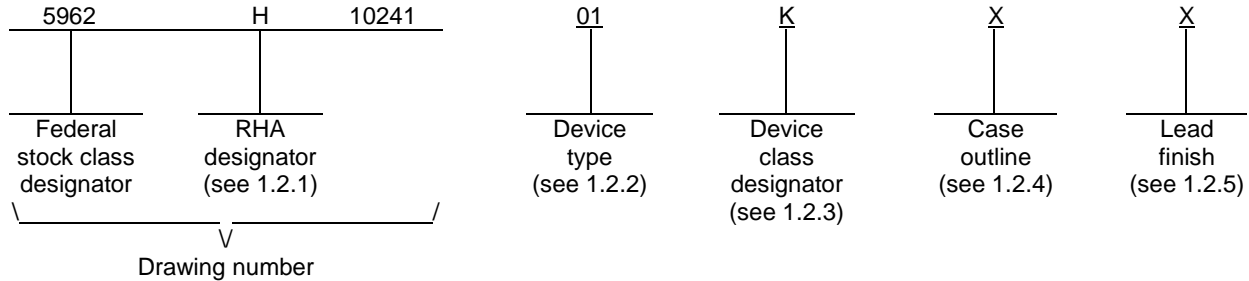 5962 H 10241 01 K X X
Federal stock class designator
RHA designator (see 1.2.1)
Device type (see 1.2.2)
Device class designator (see 1.2.3)
Case outline (see 1.2.4)
Lead finish (see 1.2.5)
Drawing number